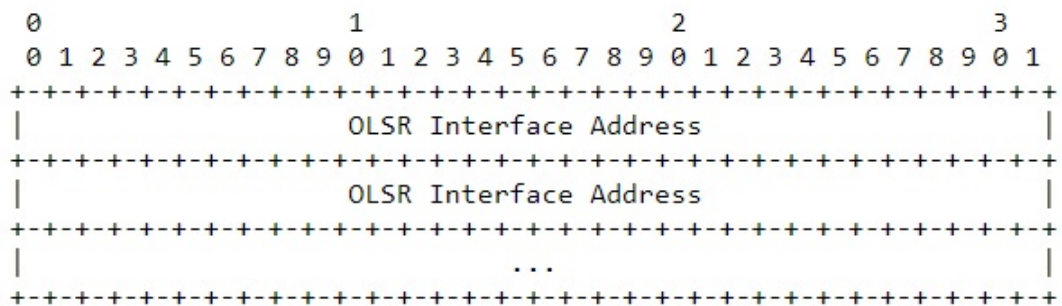 0                   1                   2                   3
 0 1 2 3 4 5 6 7 8 9 0 1 2 3 4 5 6 7 8 9 0 1 2 3 4 5 6 7 8 9 0 1
+-+-+-+-+-+-+-+-+-+-+-+-+-+-+-+-+-+-+-+-+-+-+-+-+-+-+-+-+-+-+-+-+
|                    OLSR Interface Address                     |
+-+-+-+-+-+-+-+-+-+-+-+-+-+-+-+-+-+-+-+-+-+-+-+-+-+-+-+-+-+-+-+-+
|                    OLSR Interface Address                     |
+-+-+-+-+-+-+-+-+-+-+-+-+-+-+-+-+-+-+-+-+-+-+-+-+-+-+-+-+-+-+-+-+
|                              ...                              |
+-+-+-+-+-+-+-+-+-+-+-+-+-+-+-+-+-+-+-+-+-+-+-+-+-+-+-+-+-+-+-+-+